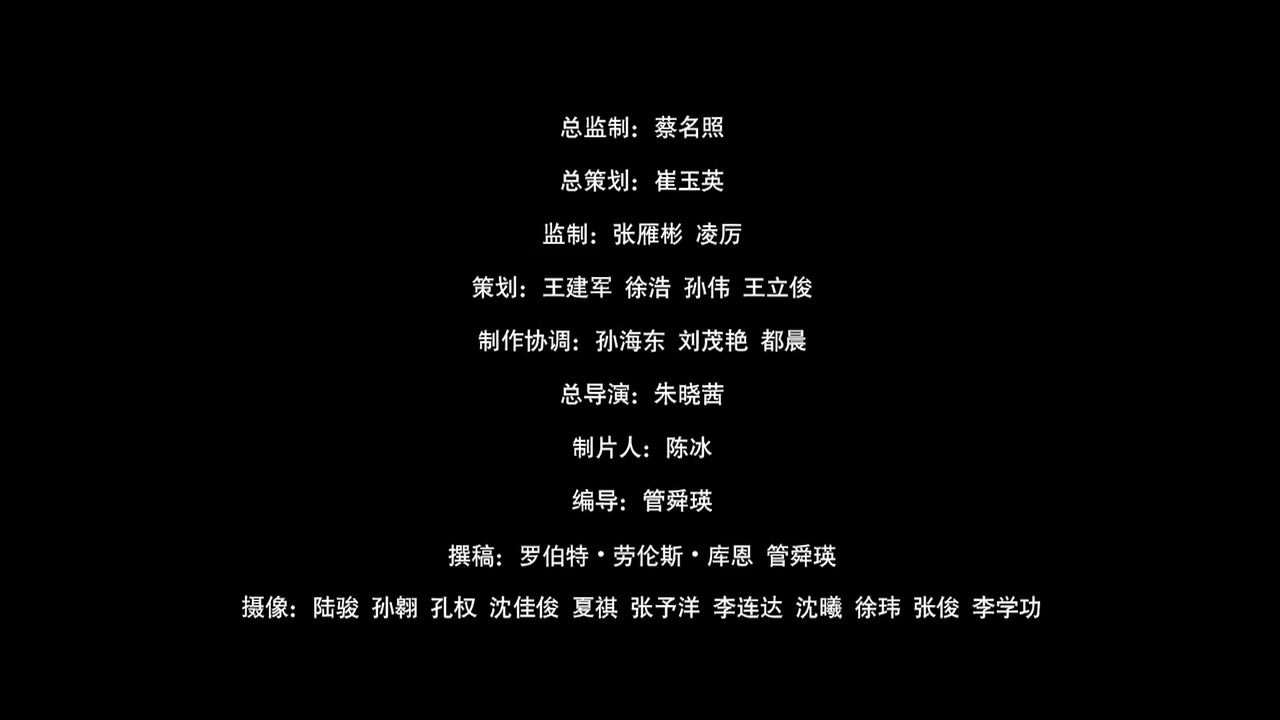 总监制：蔡名照
总策划：崔玉英
监制：张雁彬 凌厉
策划：王建军 徐浩 孙伟 王立俊
制作协调：孙海东 刘茂艳 都晨
总导演：朱晓茜
制片人：陈冰
编导：管舜瑛
撰稿：罗伯特·劳伦斯·库恩 管舜瑛
摄像：陆骏 孙翱 孔权 沈佳俊 夏祺 张予洋 李连达 沈曦 徐玮 张俊 李学功